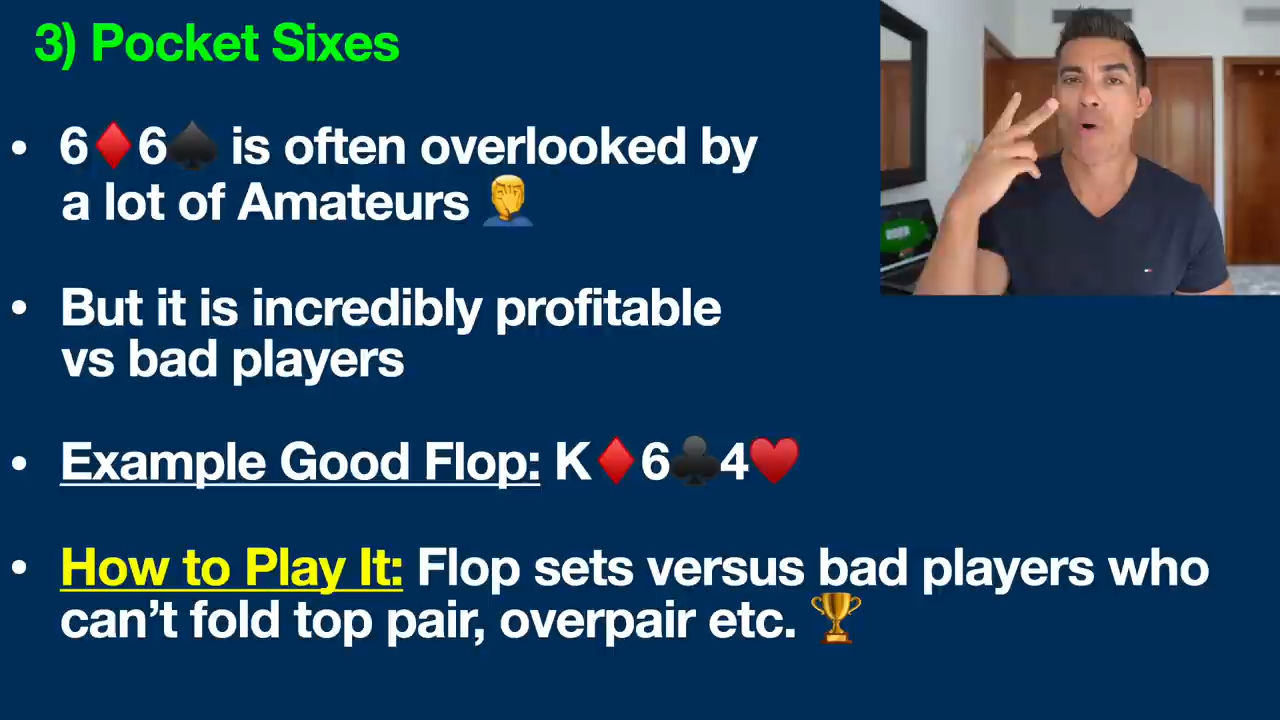 3) Pocket Sixes
• 6♦️6♠️ is often overlooked by
a lot of Amateurs 🤦‍♂️
• But it is incredibly profitable
vs bad players
• Example Good Flop: K♦️6♣️4♥️
• How to Play It: Flop sets versus bad players who
can’t fold top pair, overpair etc. 🏆